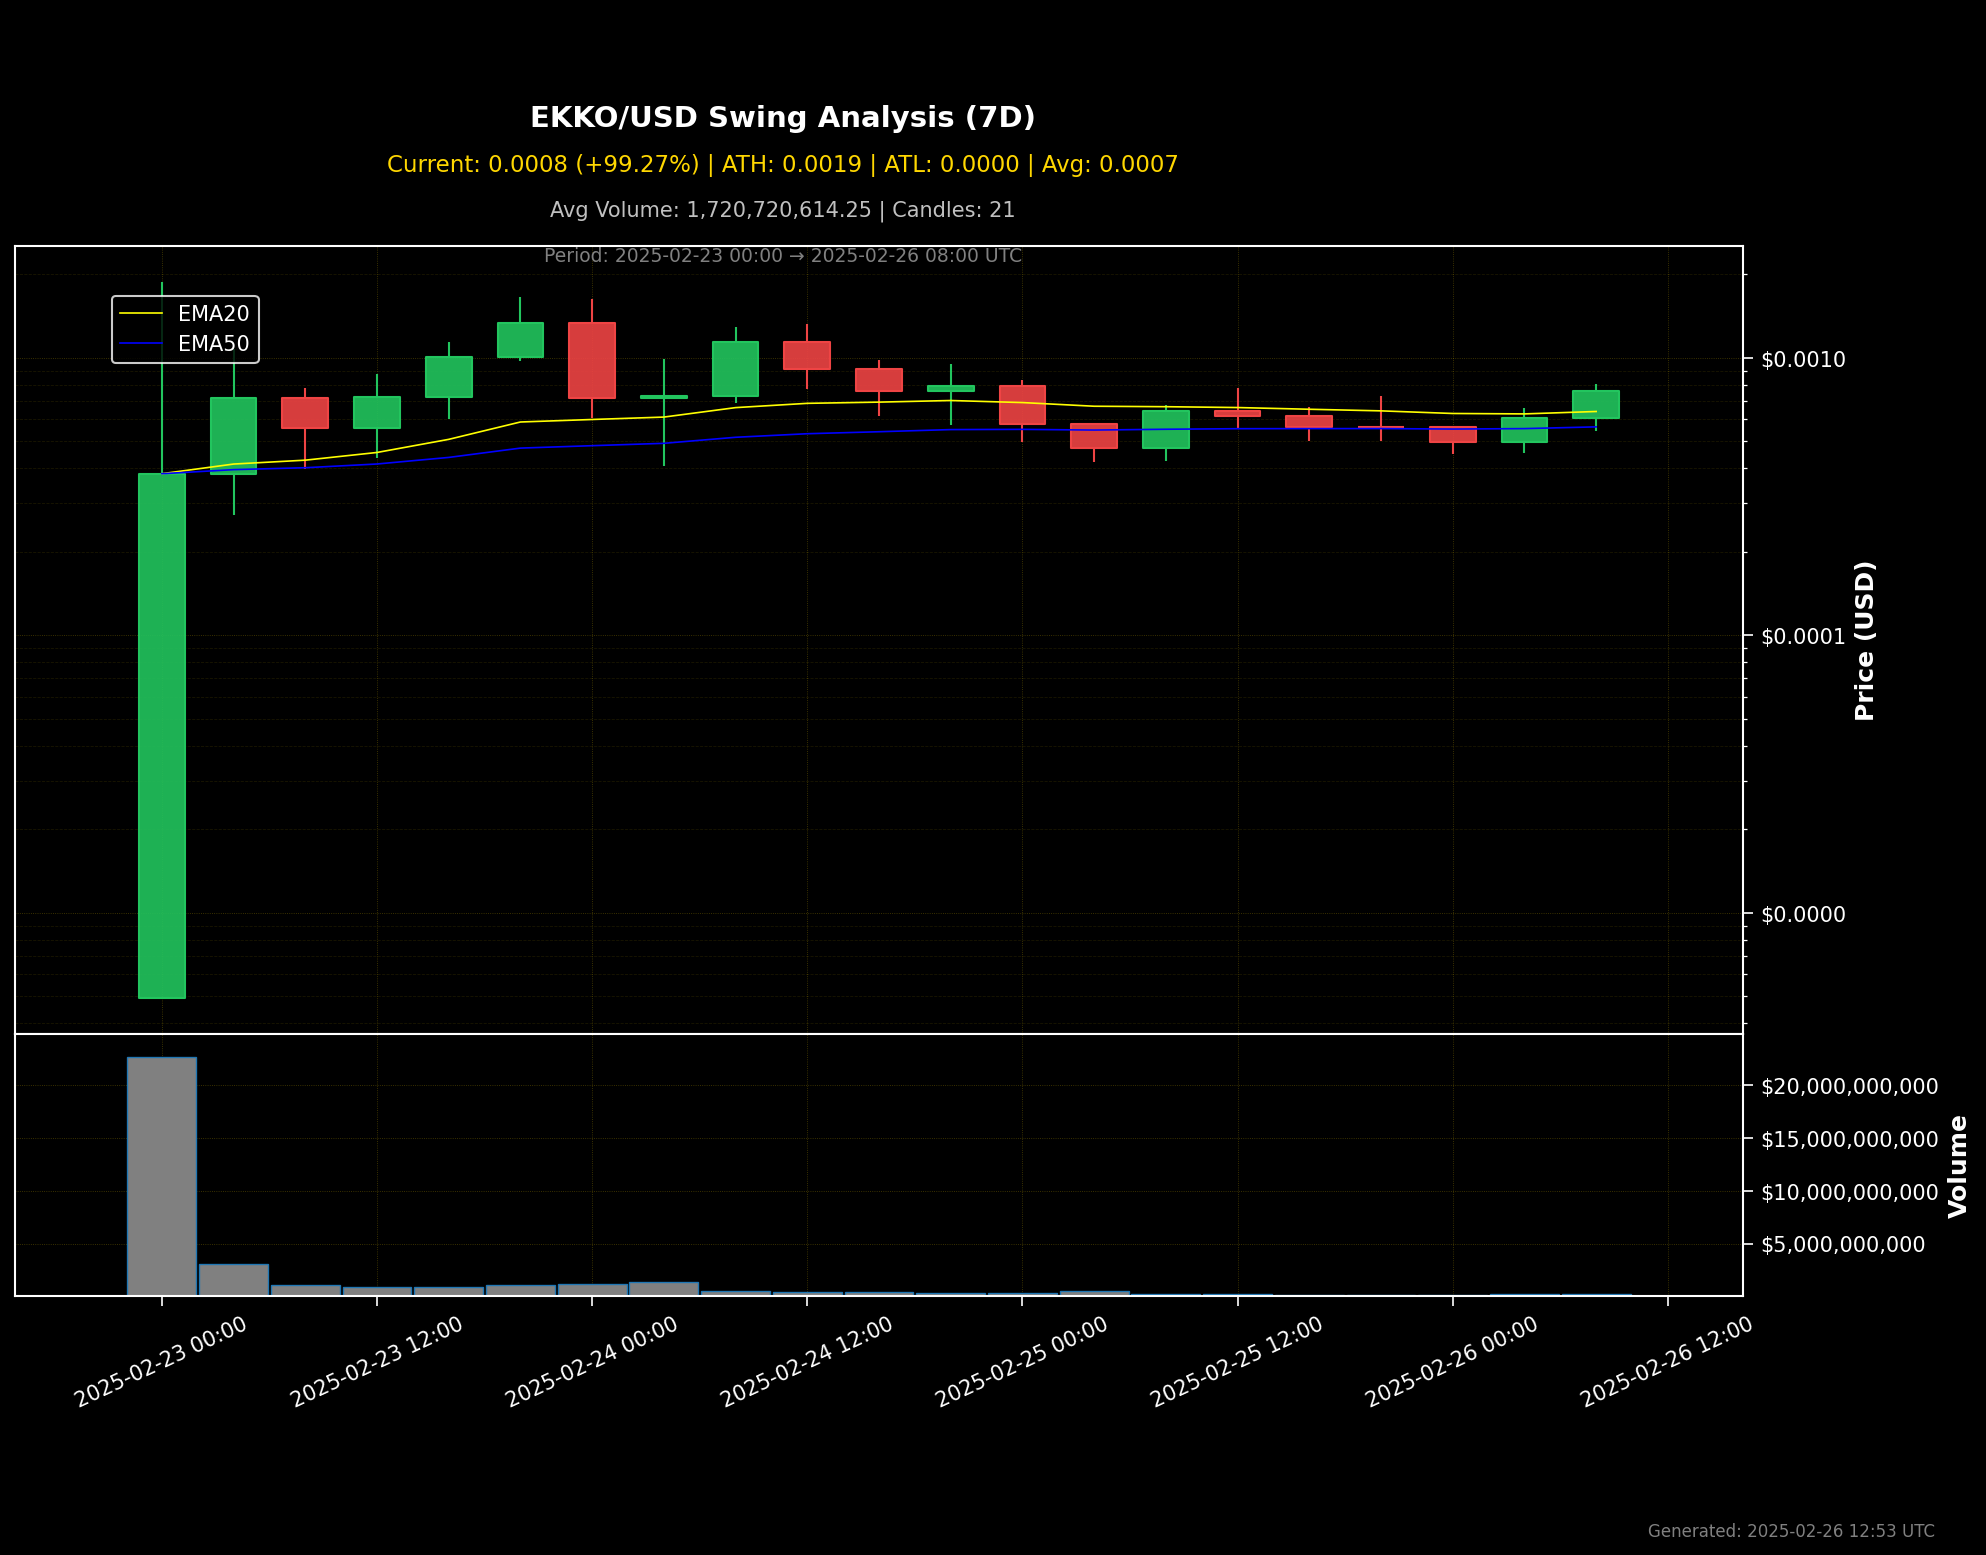 EKKO/USD Swing Analysis (7D)
Current: 0.0008 (+99.27%) | ATH: 0.0019 | ATL: 0.0000 | Avg: 0.0007
Avg Volume: 1,720,720,614.25 | Candles: 21
Period: 2025-02-23 00:00 → 2025-02-26 08:00 UTC
EMA20
EMA50
$0.0010
$0.0001
$0.0000
Price (USD)
$20,000,000,000
$15,000,000,000
$10,000,000,000
$5,000,000,000
Volume
2025-02-23 00:00
2025-02-23 12:00
2025-02-24 00:00
2025-02-24 12:00
2025-02-25 00:00
2025-02-25 12:00
2025-02-26 00:00
2025-02-26 12:00
Generated: 2025-02-26 12:53 UTC